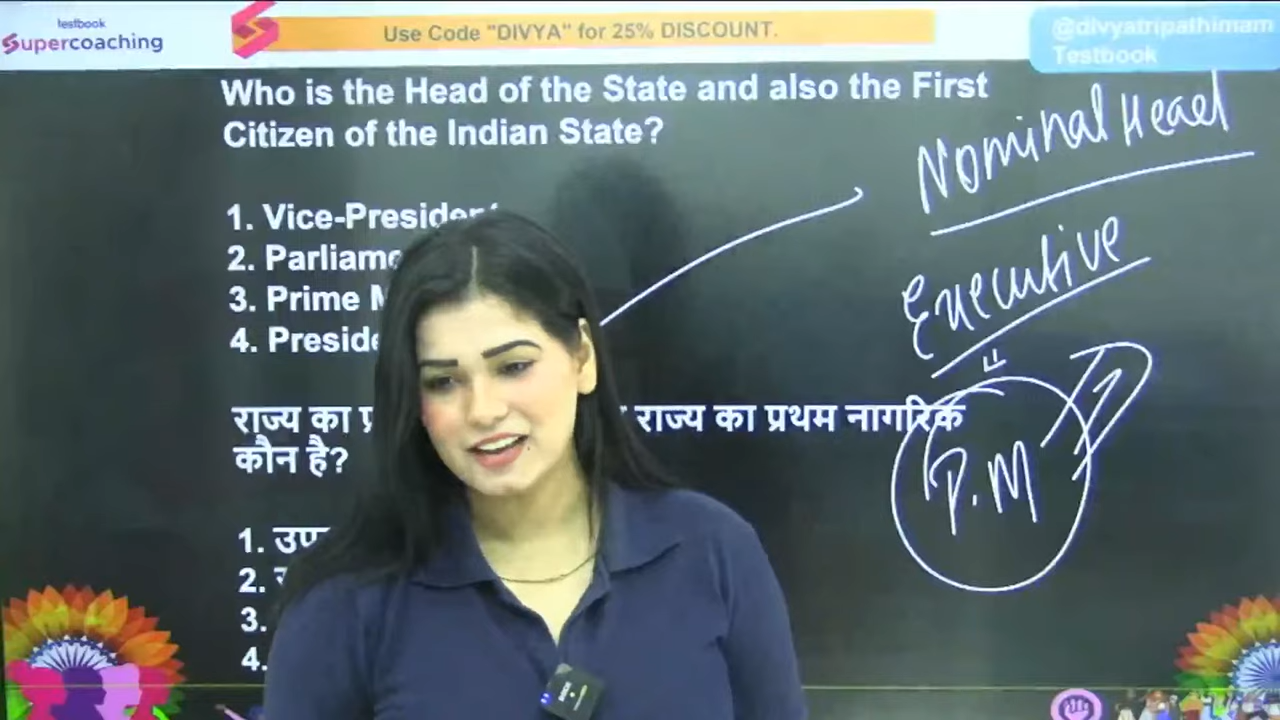 testbook
Supercoaching
Use Code "DIVYA" for 25% DISCOUNT.
@divyatripathimam
Testbook
Who is the Head of the State and also the First
Citizen of the Indian State?
1. Vice-President
2. Parliame
3. Prime M
4. Preside
Nominal Head
Executive
P.M
राज्य का प्र राज्य का प्रथम नागरिक
कौन है?
1. उप
2.
3.
4.